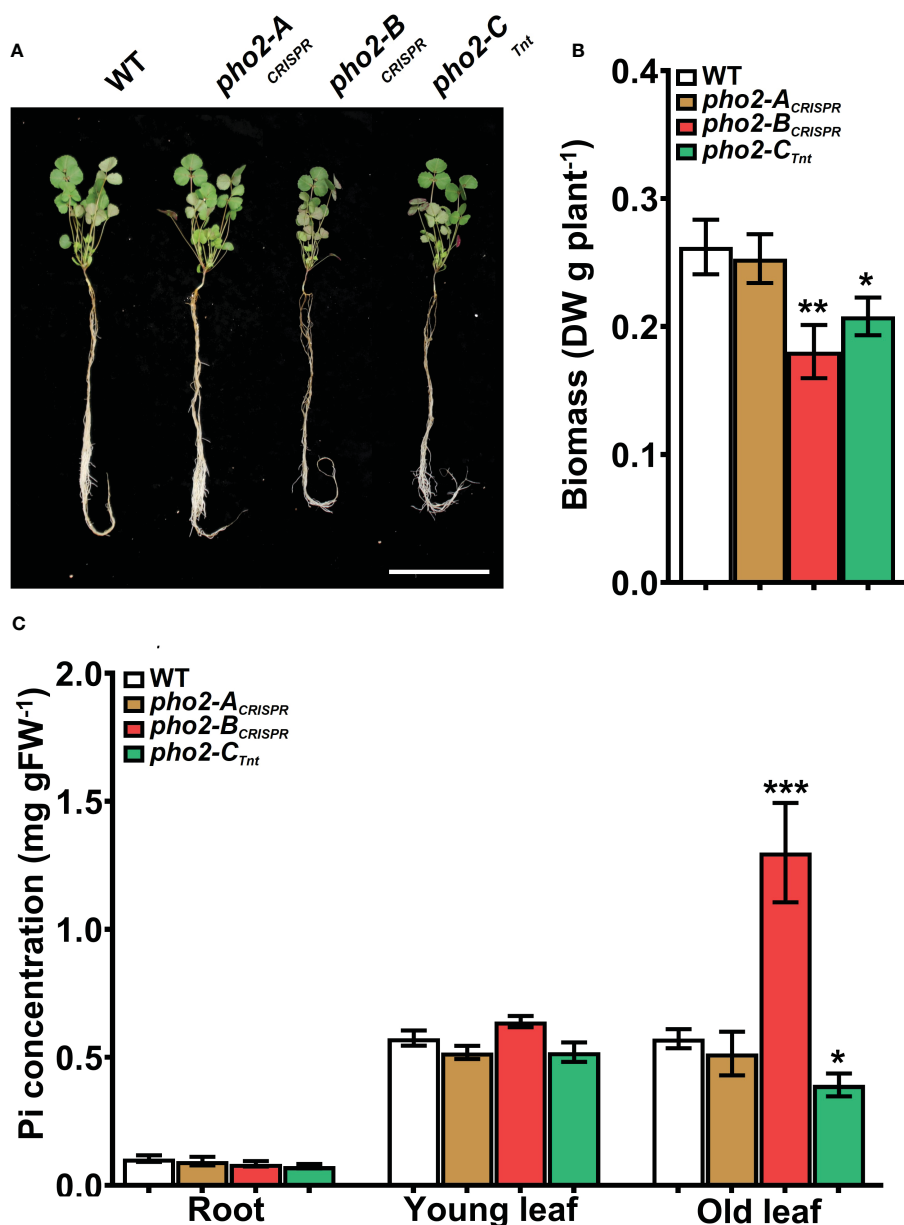 A
WT
pho2-A CRISPR
pho2-B CRISPR
pho2-C Tnt
B
Biomass (DW g plant-1)
0.4
0.3
0.2
0.1
0.0
WT
pho2-ACRISPR
pho2-BCRISPR
pho2-CTnt
**
*
C
Pi concentration (mg gFW-1)
2.0
1.5
1.0
0.5
0.0
WT
pho2-ACRISPR
pho2-BCRISPR
pho2-CTnt
***
*
Root
Young leaf
Old leaf